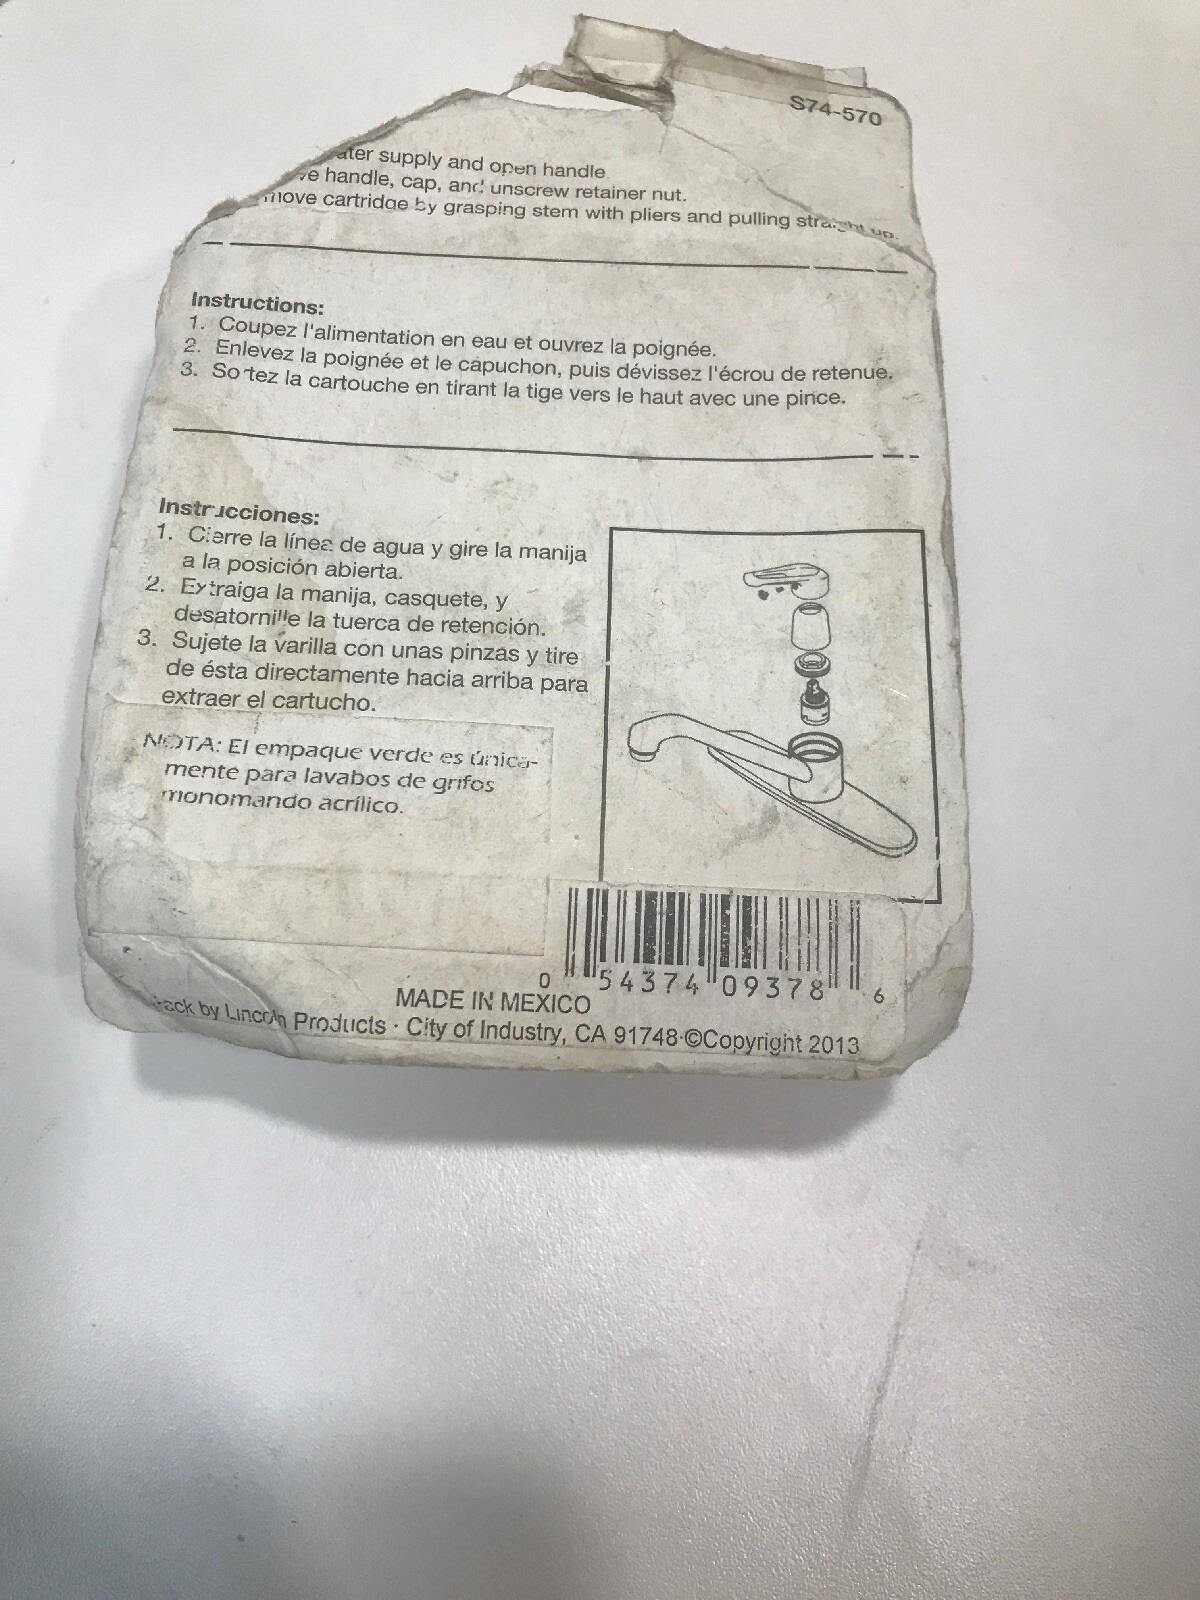 S74-570
supply and open handle
handle, cap, and unscrew retainer nut.
cartridge by grasping stem with pliers and pulling straight up.
Instructions:
1. Coupez l'alimentation en eau et ouvrez la poignée.
2. Enlevez la poignée et le capuchon, puis dévissez l'écrou de retenue.
3. Sortez la cartouche en tirant la tige vers le haut avec une pince.
Instrucciones:
1. Cierre la línea de agua y gire la manija
a la posición abierta.
2. Extraiga la manija, casquete, y
desatornille la tuerca de retención.
3. Sujete la varilla con unas pinzas y tire
de ésta directamente hacia arriba para
extraer el cartucho.
NOTA: El empaque verde es única-
mente para lavabos de grifos
monomando acrílico.
0 54374 09378 6
MADE IN MEXICO
by Lincoln Products · City of Industry, CA 91748·©Copyright 2013